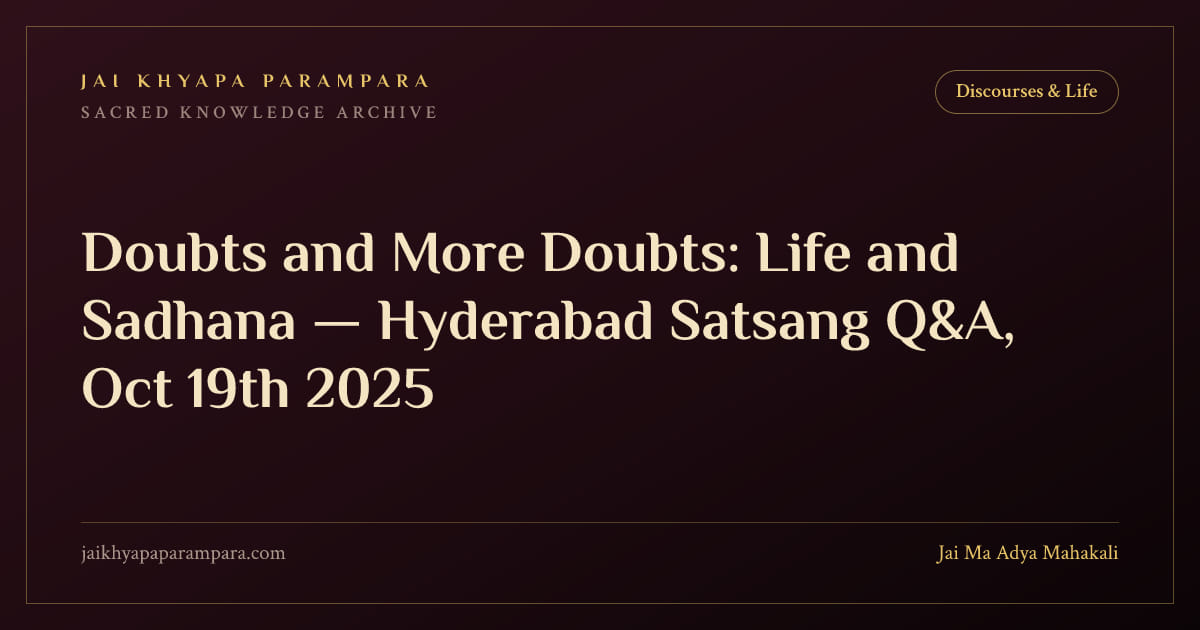 JAI KHYAPA PARAMPARA
SACRED KNOWLEDGE ARCHIVE
Discourses & Life
Doubts and More Doubts: Life and
Sadhana — Hyderabad Satsang Q&A,
Oct 19th 2025
jaikhyapaparampara.com
Jai Ma Adya Mahakali